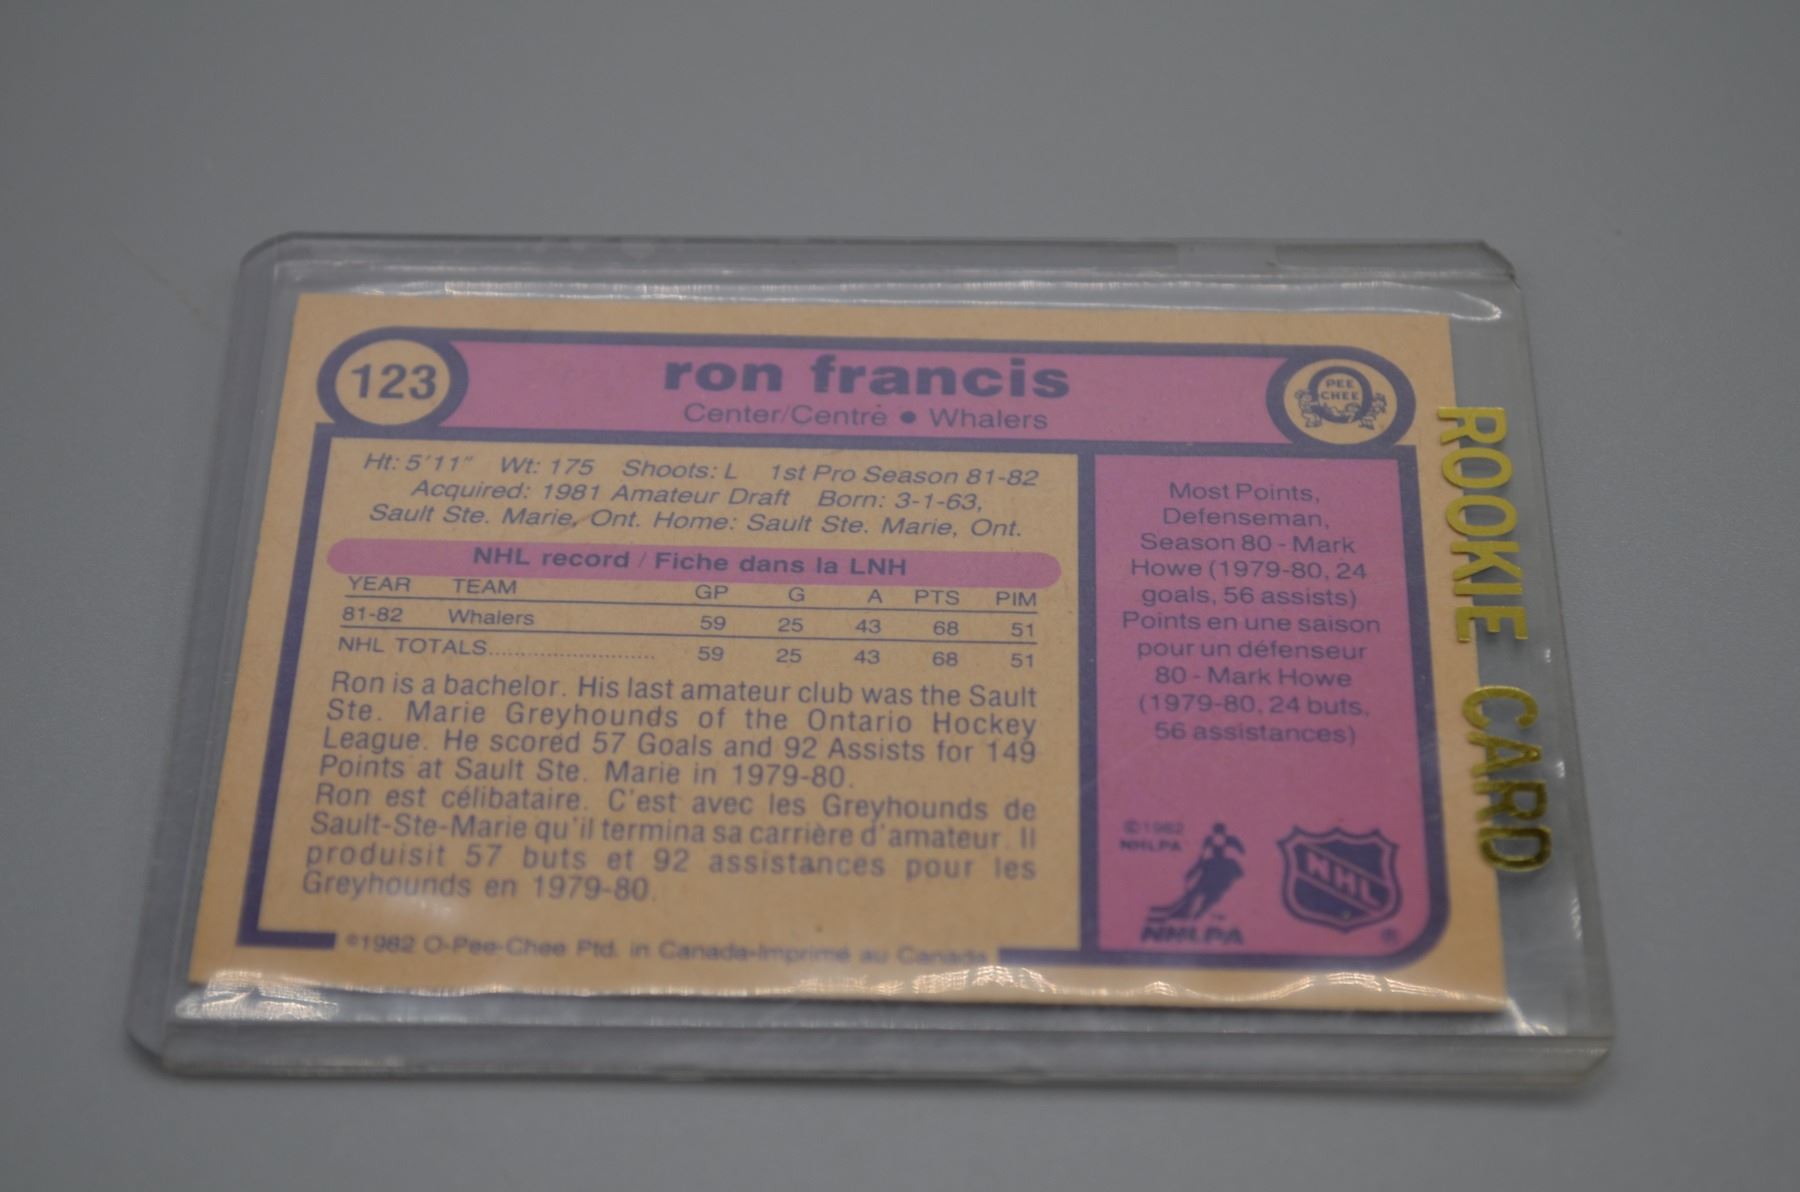 123
ron francis
Center/Centre • Whalers
PEE
CHEE
Ht: 5'11" Wt: 175 Shoots: L 1st Pro Season 81-82
Acquired: 1981 Amateur Draft Born: 3-1-63,
Sault Ste. Marie, Ont. Home: Sault Ste. Marie, Ont.
NHL record / Fiche dans la LNH
YEAR TEAM GP G A PTS PIM
81-82 Whalers 59 25 43 68 51
NHL TOTALS............................ 59 25 43 68 51
Ron is a bachelor. His last amateur club was the Sault
Ste. Marie Greyhounds of the Ontario Hockey
League. He scored 57 Goals and 92 Assists for 149
Points at Sault Ste. Marie in 1979-80.
Ron est célibataire. C'est avec les Greyhounds de
Sault-Ste-Marie qu'il termina sa carrière d'amateur. Il
produisit 57 buts et 92 assistances pour les
Greyhounds en 1979-80.
©1982 O-Pee-Chee Ptd. in Canada-Imprimé au Canada
Most Points,
Defenseman,
Season 80 - Mark
Howe (1979-80, 24
goals, 56 assists)
Points en une saison
pour un défenseur
80 - Mark Howe
(1979-80, 24 buts,
56 assistances)
©1982
NHLPA
NHLPA
™
NHL
®
ROOKIE CARD